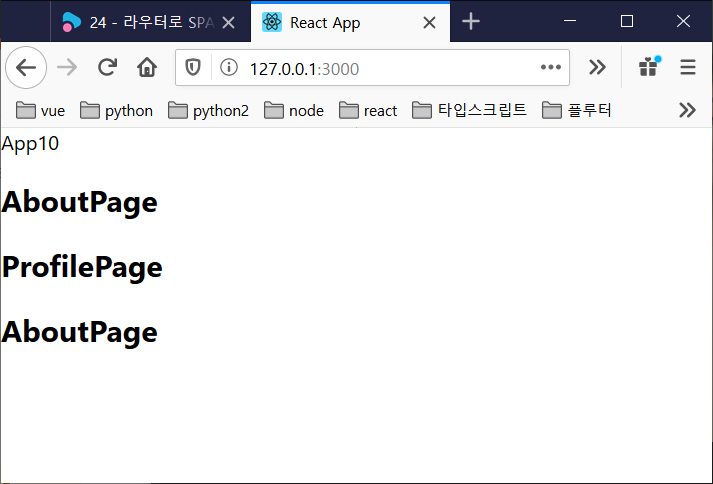 24 - 라우터로 SPA
React App
127.0.0.1:3000
vue
python
python2
node
react
타입스크립트
플루터
App10
AboutPage
ProfilePage
AboutPage